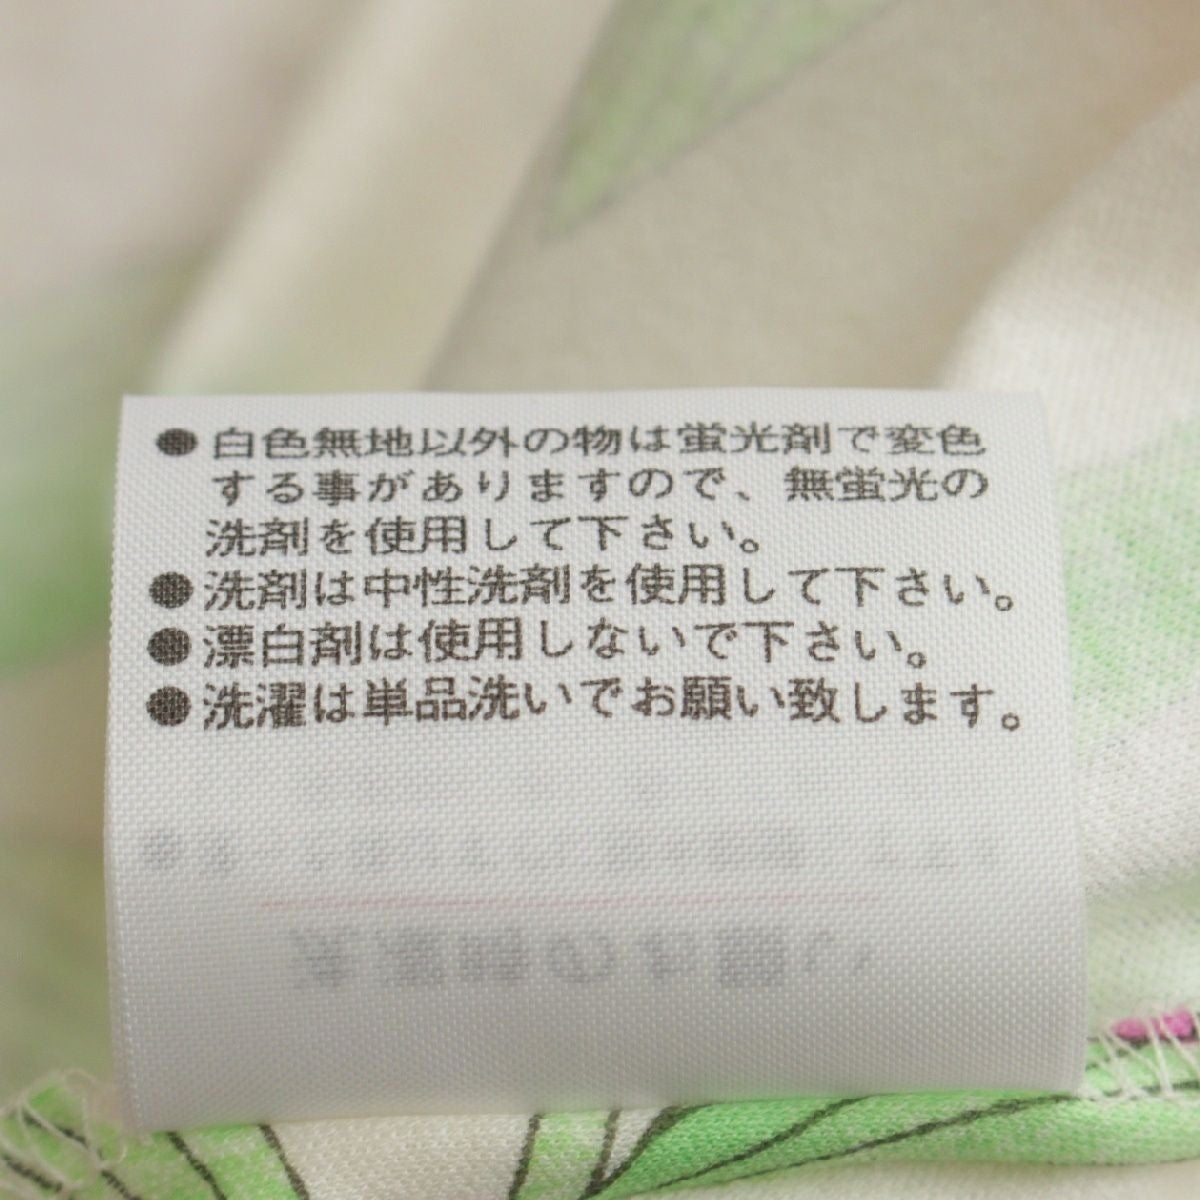 ●白色無地以外の物は蛍光剤で変色
する事がありますので、無蛍光の
洗剤を使用して下さい。
●洗剤は中性洗剤を使用して下さい。
●漂白剤は使用しないで下さい。
●洗濯は単品洗いでお願い致します。